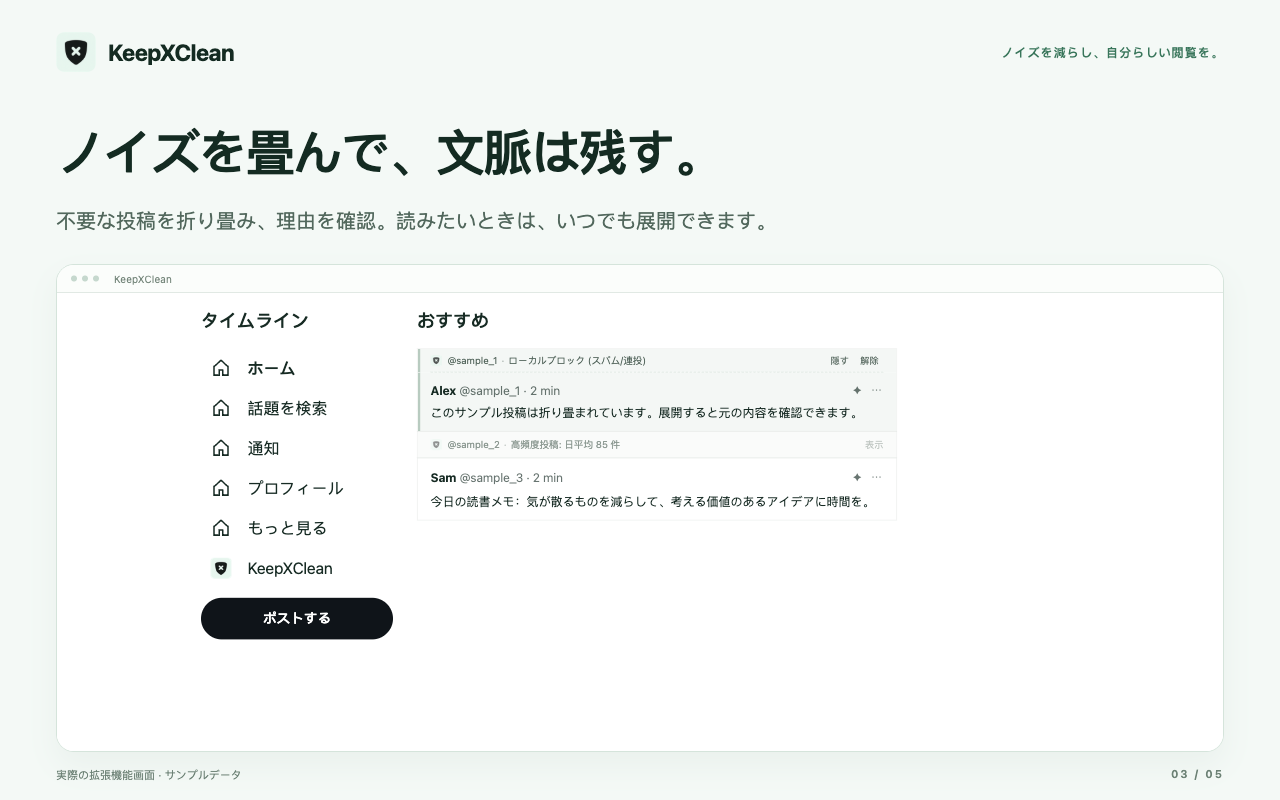 KeepXClean
ノイズを減らし、自分らしい閲覧を。
ノイズを畳んで、文脈は残す。
不要な投稿を折り畳み、理由を確認。読みたいときは、いつでも展開できます。
KeepXClean
タイムライン
ホーム
話題を検索
通知
プロフィール
もっと見る
KeepXClean
ポストする
おすすめ
@sample_1 · ローカルブロック (スパム/連投) 隠す 解除
Alex @sample_1 · 2 min
このサンプル投稿は折り畳まれています。展開すると元の内容を確認できます。
@sample_2 · 高頻度投稿: 日平均 85 件 表示
Sam @sample_3 · 2 min
今日の読書メモ: 気が散るものを減らして、考える価値のあるアイデアに時間を。
実際の拡張機能画面 · サンプルデータ
03 / 05